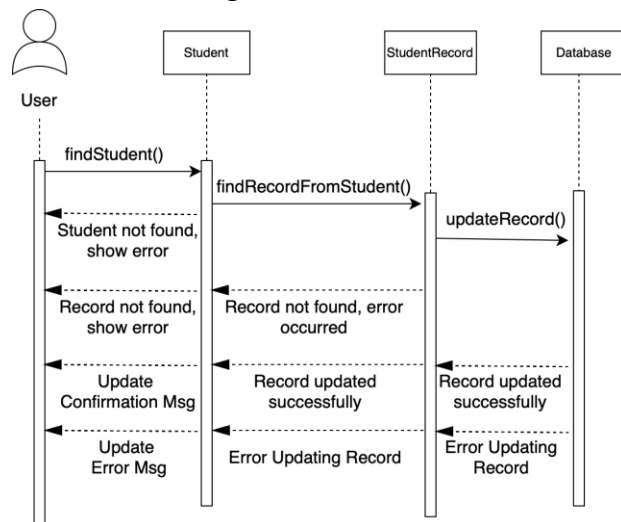 Student
StudentRecord
Database
User
findStudent()
findRecordFromStudent()
updateRecord()
Student not found,
show error
Record not found,
show error
Record not found, error
occurred
Update
Confirmation Msg
Record updated
successfully
Record updated
successfully
Update
Error Msg
Error Updating Record
Error Updating
Record